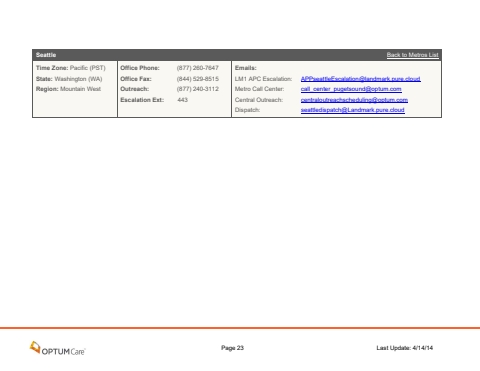 Seattle Back to Metros List
Time Zone: Pacific (PST) Office Phone: (877) 260-7647 Emails:
State: Washington (WA) Office Fax: (844) 529-8515 LM1 APC Escalation: APPseattleEscalation@landmark.pure.cloud
Region: Mountain West Outreach: (877) 240-3112 Metro Call Center: call_center_pugetsound@optum.com
Escalation Ext: 443 Central Outreach: centraloutreachscheduling@optum.com
Dispatch: seattledispatch@Landmark.pure.cloud
OPTUMCare Page 23 Last Update: 4/14/14